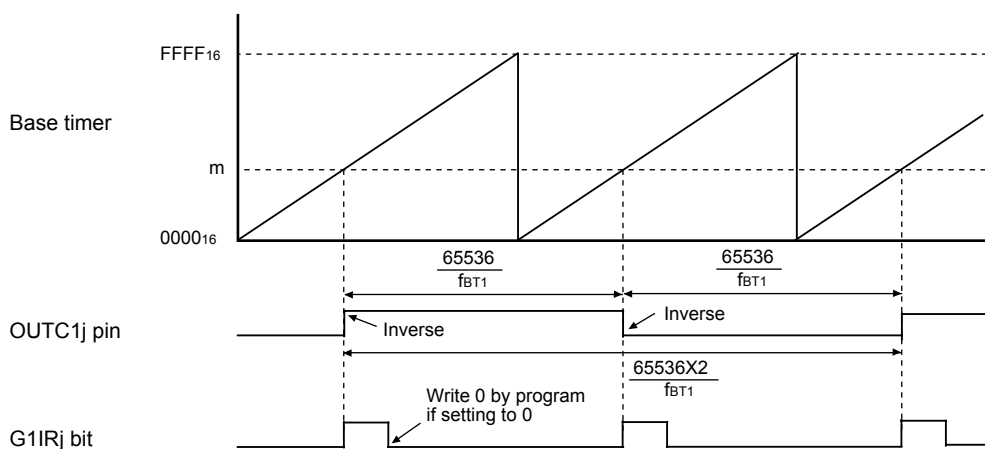 FFFF16
Base timer
m
000016
65536
fBT1
65536
fBT1
OUTC1j pin
Inverse
Inverse
65536X2
fBT1
Write 0 by program
if setting to 0
G1IRj bit